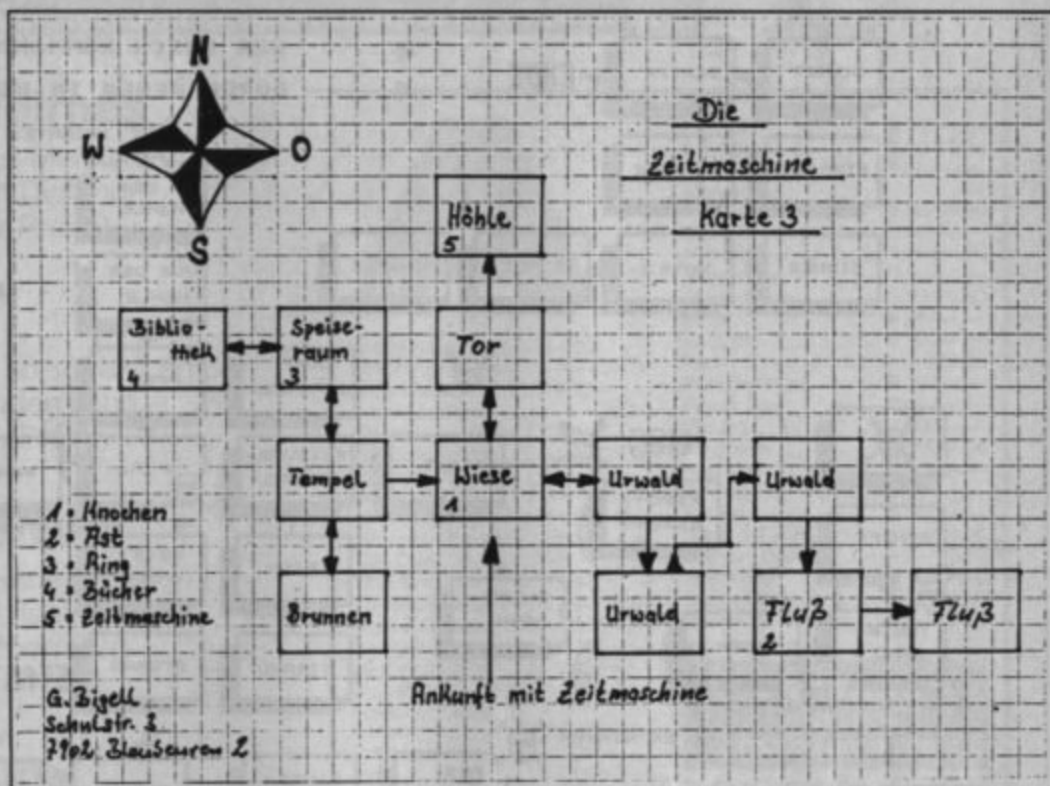 N
W O
S
Die
Zeitmaschine
Karte 3
Höhle
5
Biblio-
thek
4
Speise-
raum
3
Tor
Tempel
Wiese
1
Urwald
Urwald
1 = Knochen
2 = Ast
3 = Ring
4 = Bücher
5 = Zeitmaschine
Brunnen
Urwald
Fluß
2
Fluß
Ankunft mit Zeitmaschine
G. Bigell
Schulstr. 3
7902 Blaubeuren 2